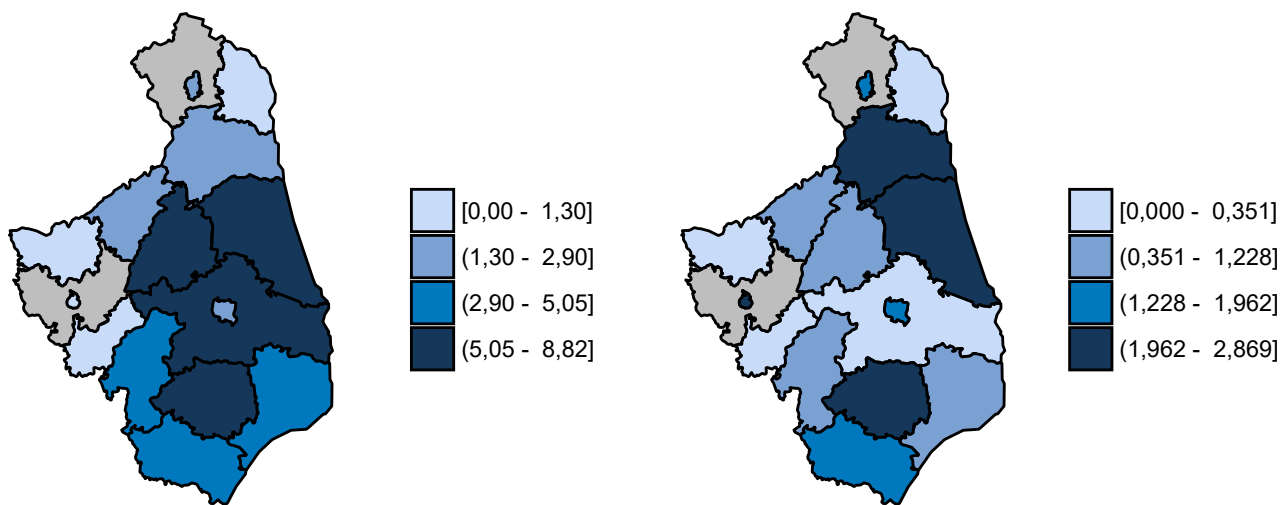 [0,00 - 1,30]
(1,30 - 2,90]
(2,90 - 5,05]
(5,05 - 8,82]
[0,000 - 0,351]
(0,351 - 1,228]
(1,228 - 1,962]
(1,962 - 2,869]